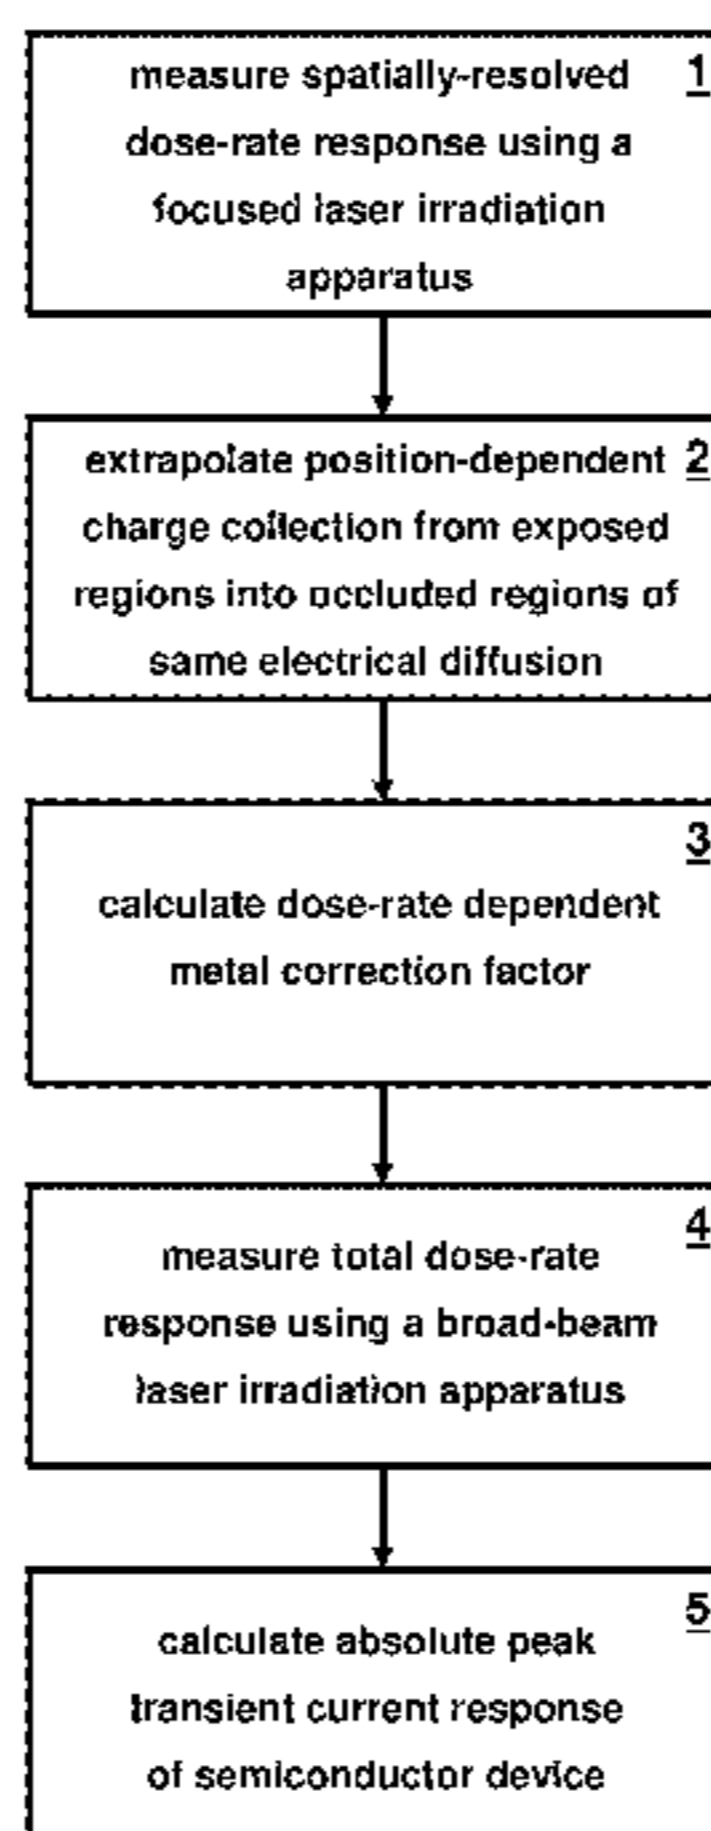 measure spatially-resolved 1
dose-rate response using a
focused laser irradiation
apparatus
extrapolate position-dependent 2
charge collection from exposed
regions into occluded regions of
same electrical diffusion
3
calculate dose-rate dependent
metal correction factor
4
measure total dose-rate
response using a broad-beam
laser irradiation apparatus
5
calculate absolute peak
transient current response
of semiconductor device